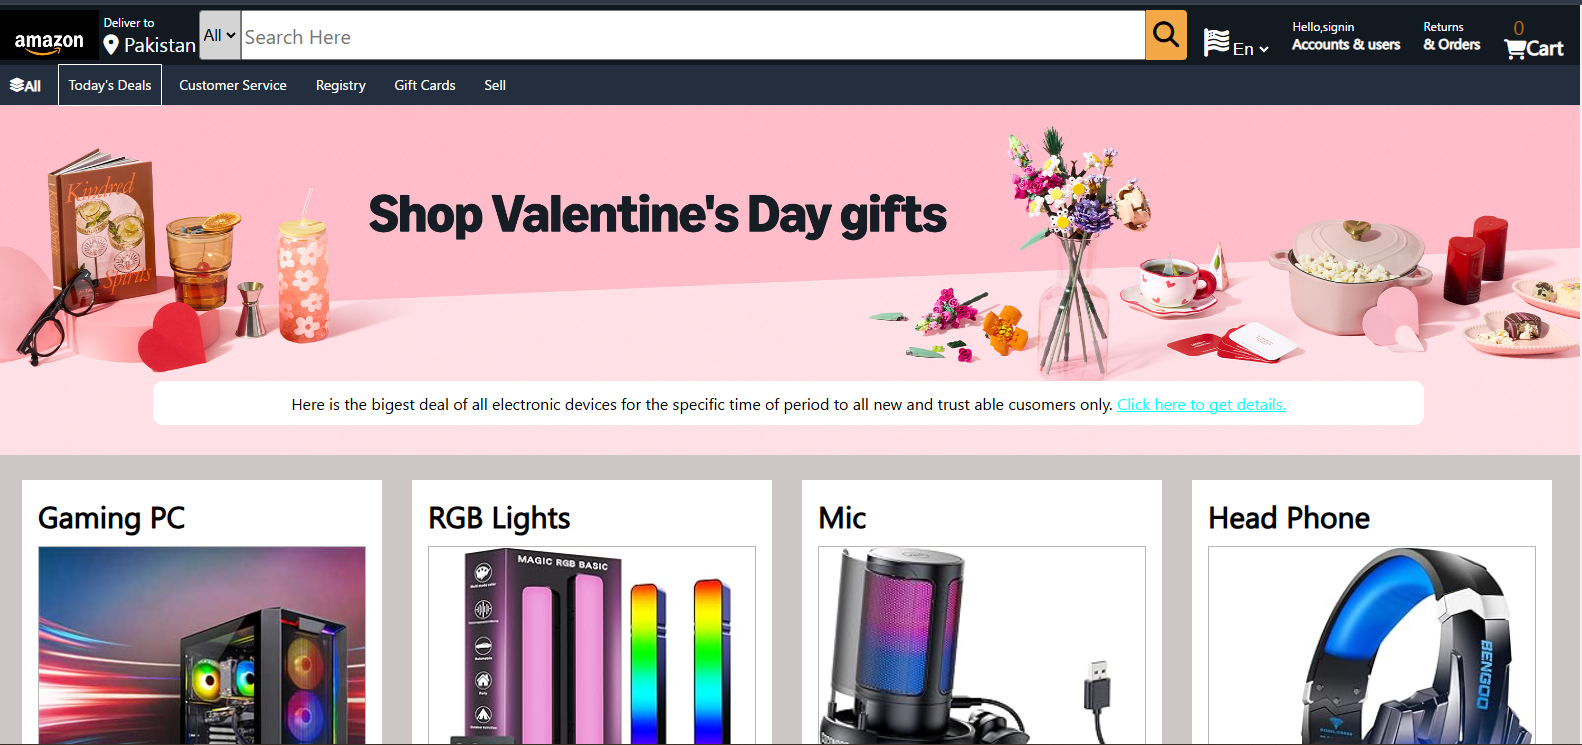 amazon
Deliver to
Pakistan
All
Search Here
En
Hello,signin
Accounts & users
Returns
& Orders
0
Cart
All
Today's Deals
Customer Service
Registry
Gift Cards
Sell
Kindred
Spirits
Shop Valentine's Day gifts
Here is the bigest deal of all electronic devices for the specific time of period to all new and trust able cusomers only. Click here to get details.
Gaming PC
RGB Lights
Mic
Head Phone
MAGIC RGB BASIC
Party
BENGOO